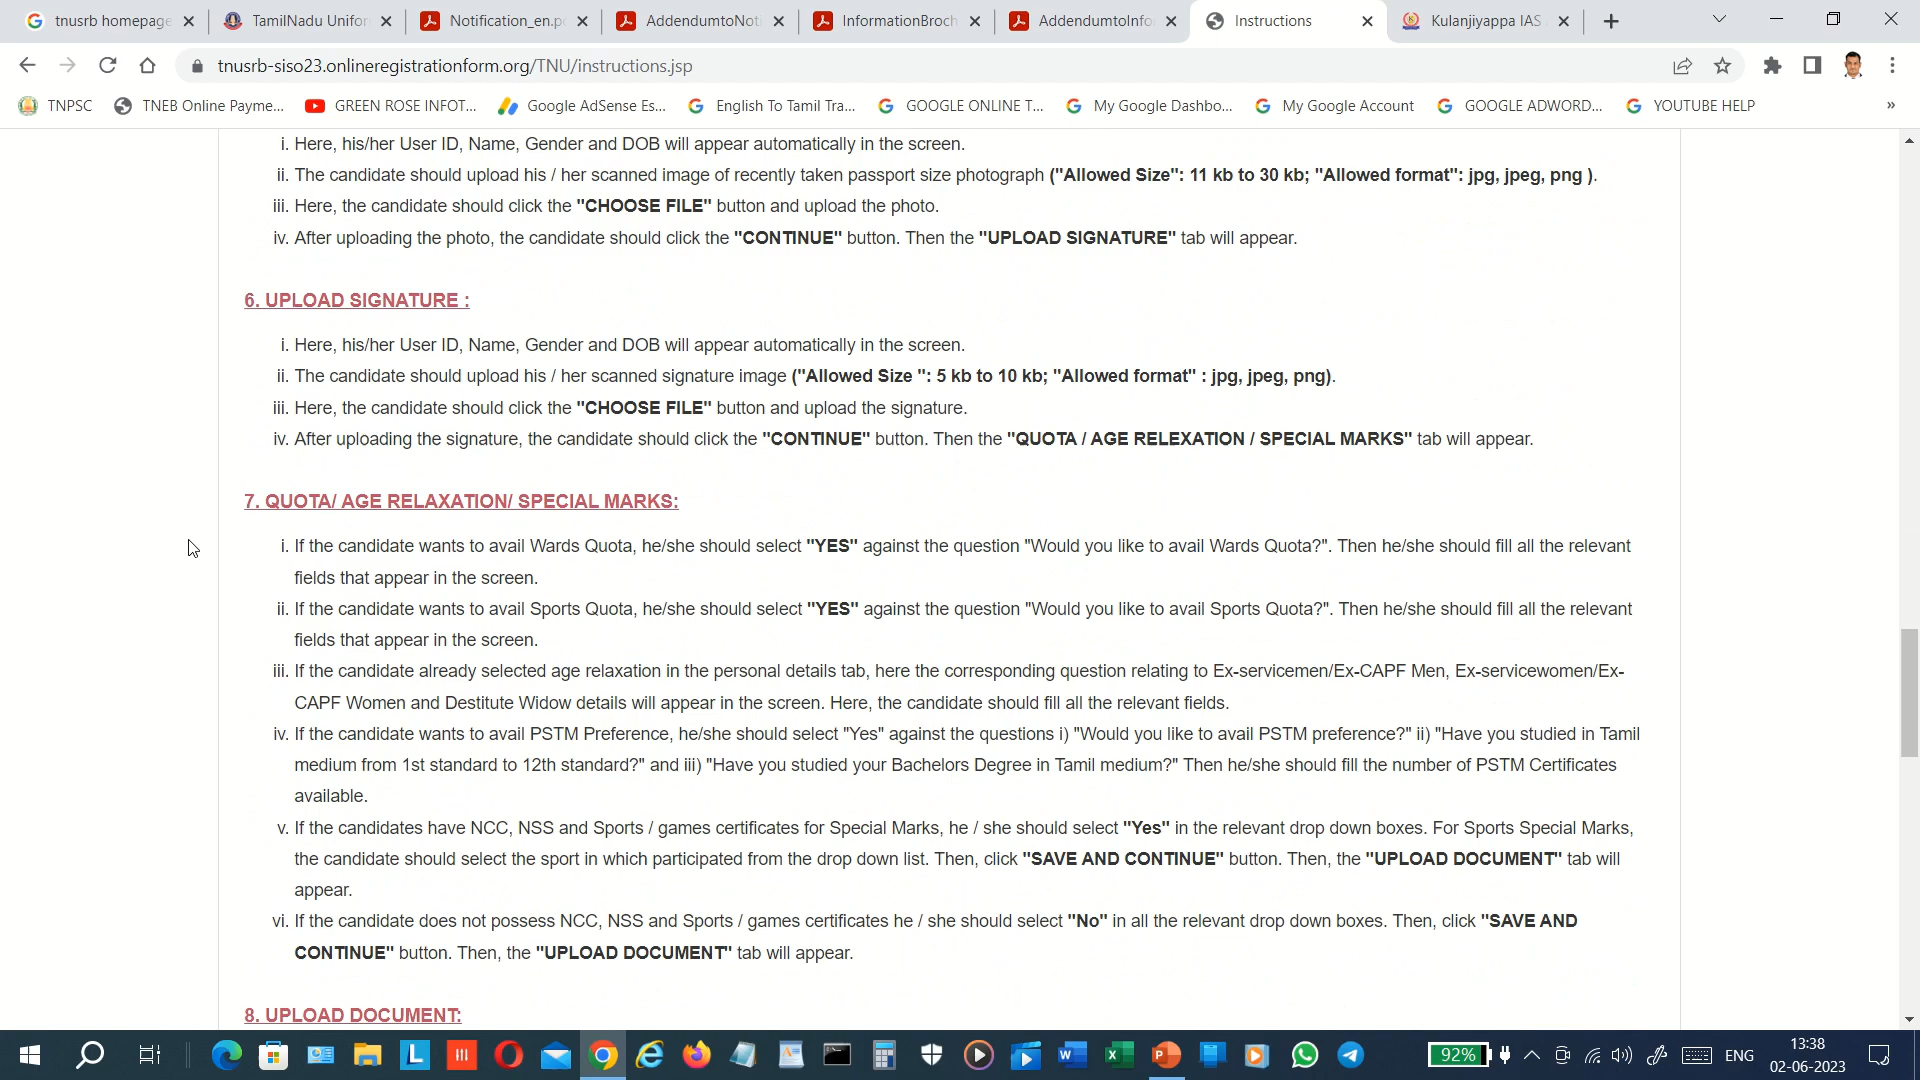 tnusrb homepage
TamilNadu Unifor
Notification_en.p
AddendumtoNoti
InformationBroch
AddendumtoInfo
Instructions
Kulanjiyappa IAS
tnusrb-siso23.onlineregistrationform.org/TNU/instructions.jsp
TNPSC
TNEB Online Payme...
GREEN ROSE INFOT...
Google AdSense Es...
English To Tamil Tra...
GOOGLE ONLINE T...
My Google Dashbo...
My Google Account
GOOGLE ADWORD...
YOUTUBE HELP
»
i. Here, his/her User ID, Name, Gender and DOB will appear automatically in the screen.
ii. The candidate should upload his / her scanned image of recently taken passport size photograph ("Allowed Size": 11 kb to 30 kb; "Allowed format": jpg, jpeg, png ).
iii. Here, the candidate should click the "CHOOSE FILE" button and upload the photo.
iv. After uploading the photo, the candidate should click the "CONTINUE" button. Then the "UPLOAD SIGNATURE" tab will appear.
6. UPLOAD SIGNATURE :
i. Here, his/her User ID, Name, Gender and DOB will appear automatically in the screen.
ii. The candidate should upload his / her scanned signature image ("Allowed Size ": 5 kb to 10 kb; "Allowed format" : jpg, jpeg, png).
iii. Here, the candidate should click the "CHOOSE FILE" button and upload the signature.
iv. After uploading the signature, the candidate should click the "CONTINUE" button. Then the "QUOTA / AGE RELEXATION / SPECIAL MARKS" tab will appear.
7. QUOTA/ AGE RELAXATION/ SPECIAL MARKS:
i. If the candidate wants to avail Wards Quota, he/she should select "YES" against the question "Would you like to avail Wards Quota?". Then he/she should fill all the relevant
fields that appear in the screen.
ii. If the candidate wants to avail Sports Quota, he/she should select "YES" against the question "Would you like to avail Sports Quota?". Then he/she should fill all the relevant
fields that appear in the screen.
iii. If the candidate already selected age relaxation in the personal details tab, here the corresponding question relating to Ex-servicemen/Ex-CAPF Men, Ex-servicewomen/Ex-
CAPF Women and Destitute Widow details will appear in the screen. Here, the candidate should fill all the relevant fields.
iv. If the candidate wants to avail PSTM Preference, he/she should select "Yes" against the questions i) "Would you like to avail PSTM preference?" ii) "Have you studied in Tamil
medium from 1st standard to 12th standard?" and iii) "Have you studied your Bachelors Degree in Tamil medium?" Then he/she should fill the number of PSTM Certificates
available.
v. If the candidates have NCC, NSS and Sports / games certificates for Special Marks, he / she should select "Yes" in the relevant drop down boxes. For Sports Special Marks,
the candidate should select the sport in which participated from the drop down list. Then, click "SAVE AND CONTINUE" button. Then, the "UPLOAD DOCUMENT" tab will
appear.
vi. If the candidate does not possess NCC, NSS and Sports / games certificates he / she should select "No" in all the relevant drop down boxes. Then, click "SAVE AND
CONTINUE" button. Then, the "UPLOAD DOCUMENT" tab will appear.
8. UPLOAD DOCUMENT:
92%
ENG
13:38
02-06-2023